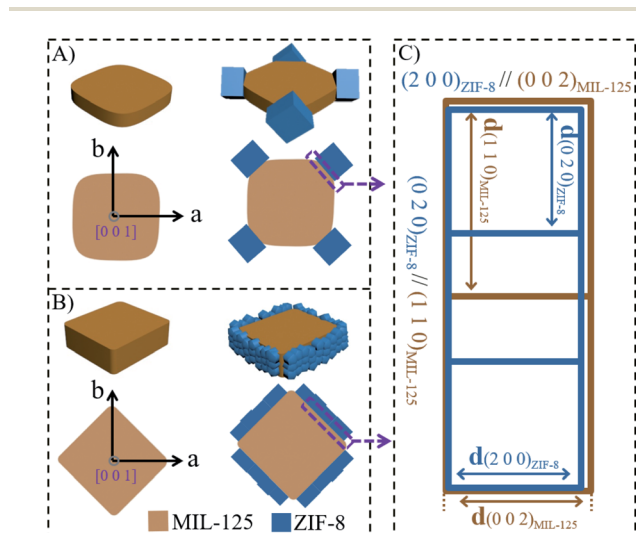 A)
b
a
[0 0 1]
B)
b
a
[0 0 1]
MIL-125 ZIF-8
C)
(2 0 0)ZIF-8 // (0 0 2)MIL-125
(0 2 0)ZIF-8 // (1 1 0)MIL-125
d(1 1 0)MIL-125
d(0 2 0)ZIF-8
d(2 0 0)ZIF-8
d(0 0 2)MIL-125